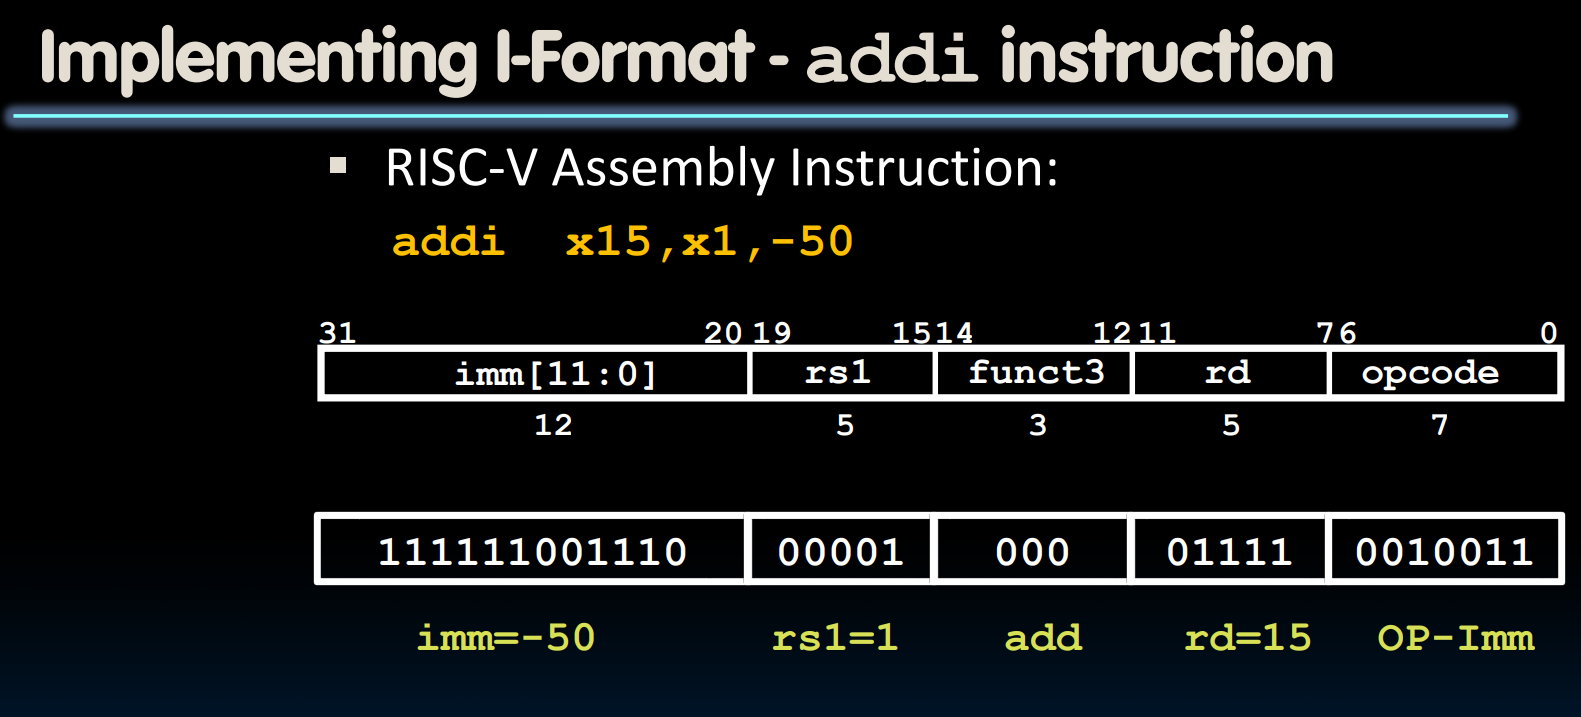 Implementing I-Format - addi instruction
▪ RISC-V Assembly Instruction:
addi x15,x1,-50
31 20 19 15 14 12 11 7 6 0
imm[11:0] rs1 funct3 rd opcode
12 5 3 5 7
111111001110 00001 000 01111 0010011
imm=-50 rs1=1 add rd=15 OP-Imm